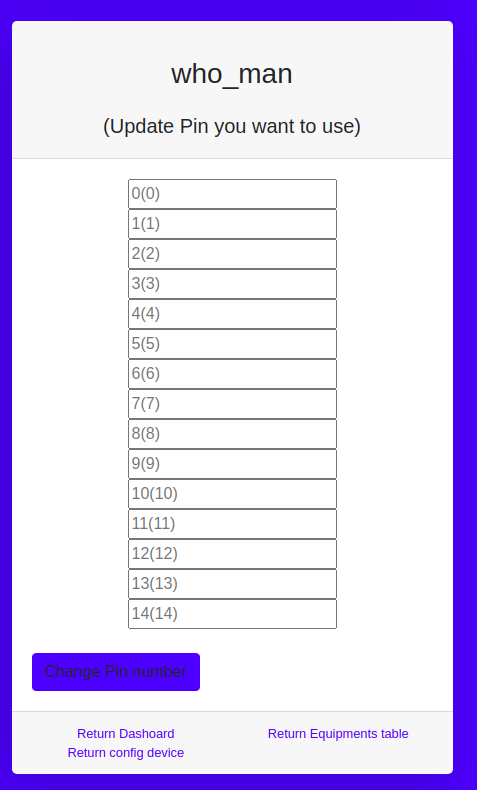 who_man
(Update Pin you want to use)
0(0)
1(1)
2(2)
3(3)
4(4)
5(5)
6(6)
7(7)
8(8)
9(9)
10(10)
11(11)
12(12)
13(13)
14(14)
Change Pin number
Return Dashoard
Return config device
Return Equipments table